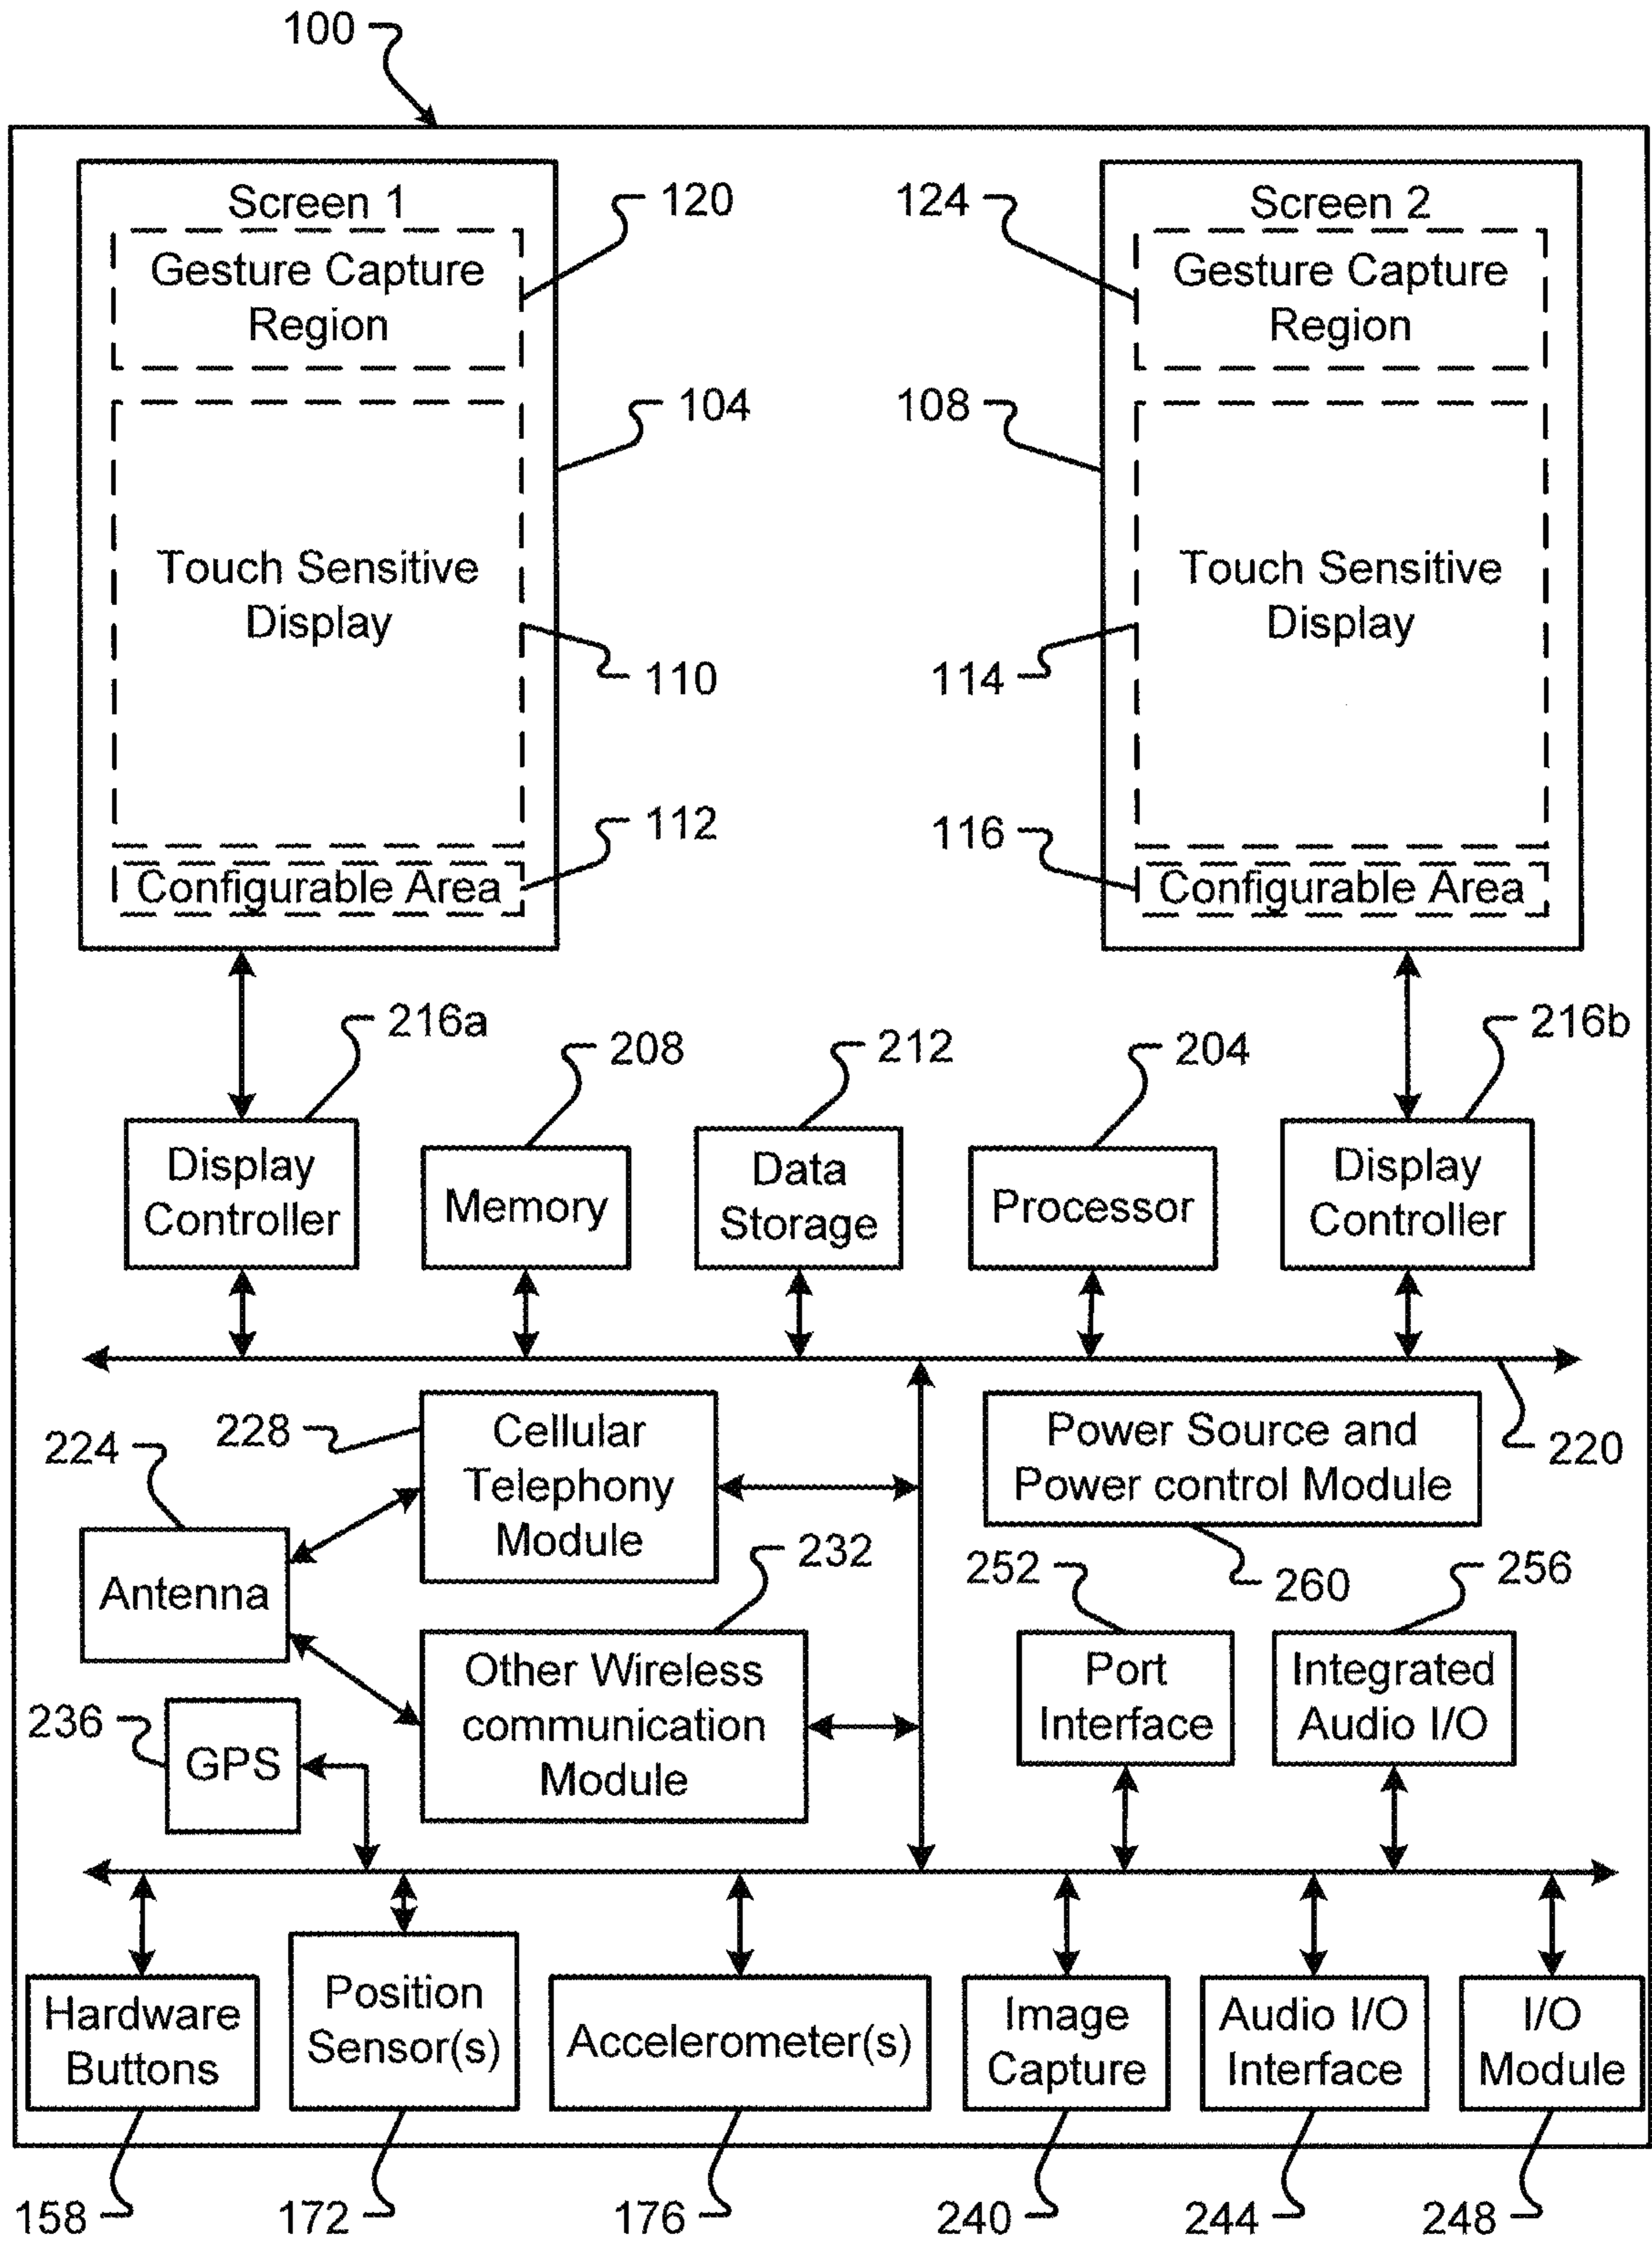 100
Screen 1
120
124
Screen 2
Gesture Capture
Region
Gesture Capture
Region
104
108
Touch Sensitive
Display
Touch Sensitive
Display
110
114
112
116
Configurable Area
Configurable Area
216a
208
212
204
216b
Display
Controller
Memory
Data
Storage
Processor
Display
Controller
224
228
Cellular
Telephony
Module
Power Source and
Power control Module
220
Antenna
232
252
260
256
Other Wireless
communication
Module
Port
Interface
Integrated
Audio I/O
236
GPS
Hardware
Buttons
Position
Sensor(s)
Accelerometer(s)
Image
Capture
Audio I/O
Interface
I/O
Module
158
172
176
240
244
248